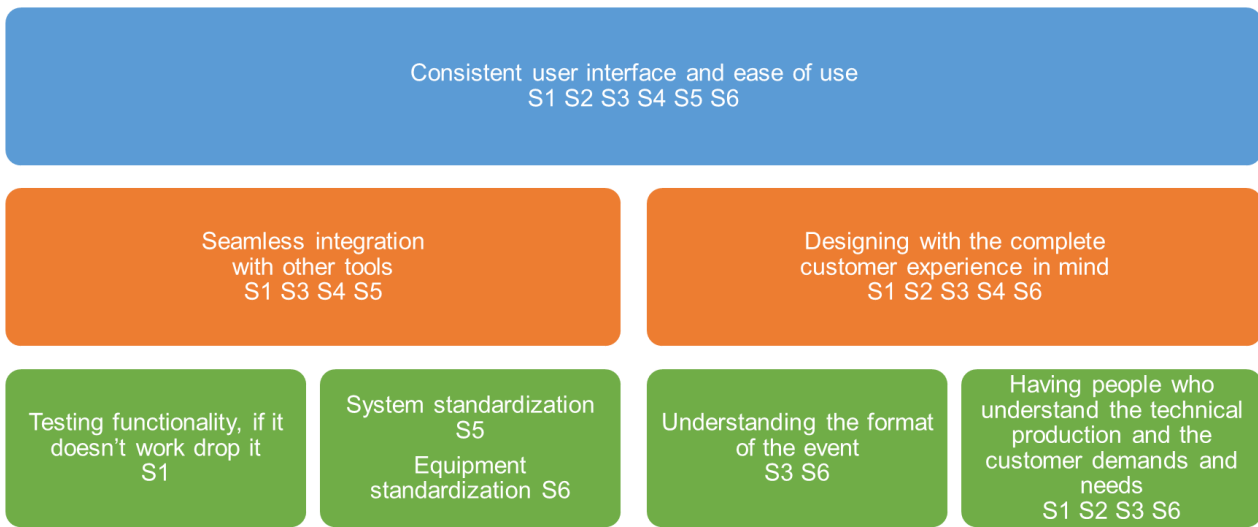 Consistent user interface and ease of use
S1 S2 S3 S4 S5 S6
Seamless integration
with other tools
S1 S3 S4 S5
Designing with the complete
customer experience in mind
S1 S2 S3 S4 S6
Testing functionality, if it
doesn’t work drop it
S1
System standardization
S5
Equipment
standardization S6
Understanding the format
of the event
S3 S6
Having people who
understand the technical
production and the
customer demands and
needs
S1 S2 S3 S6